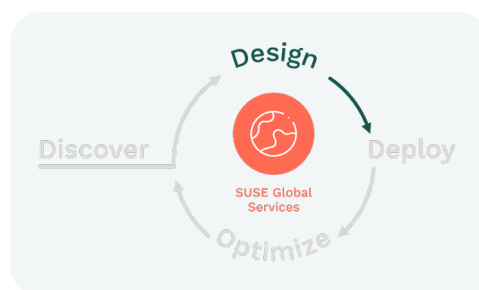 Design
Discover
Deploy
SUSE Global
Services
Optimize